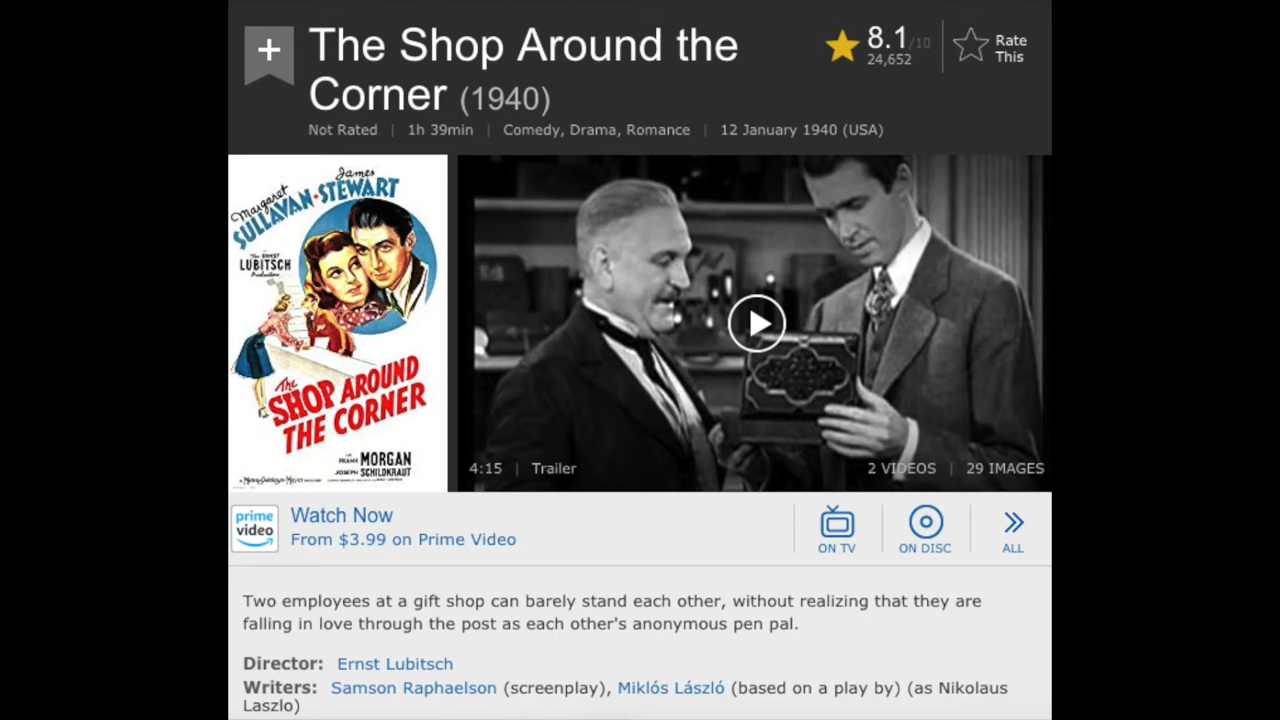 +
The Shop Around the
Corner (1940)
8.1/10
24,652
Rate
This
Not Rated | 1h 39min | Comedy, Drama, Romance | 12 January 1940 (USA)
Margaret
SULLAVAN · James
STEWART
The ERNST
LUBITSCH
Production
The
SHOP AROUND
THE CORNER
FRANK MORGAN
JOSEPH SCHILDKRAUT
4:15 | Trailer
2 VIDEOS | 29 IMAGES
prime
video
Watch Now
From $3.99 on Prime Video
ON TV
ON DISC
ALL
Two employees at a gift shop can barely stand each other, without realizing that they are
falling in love through the post as each other's anonymous pen pal.
Director: Ernst Lubitsch
Writers: Samson Raphaelson (screenplay), Miklós László (based on a play by) (as Nikolaus
Laszlo)